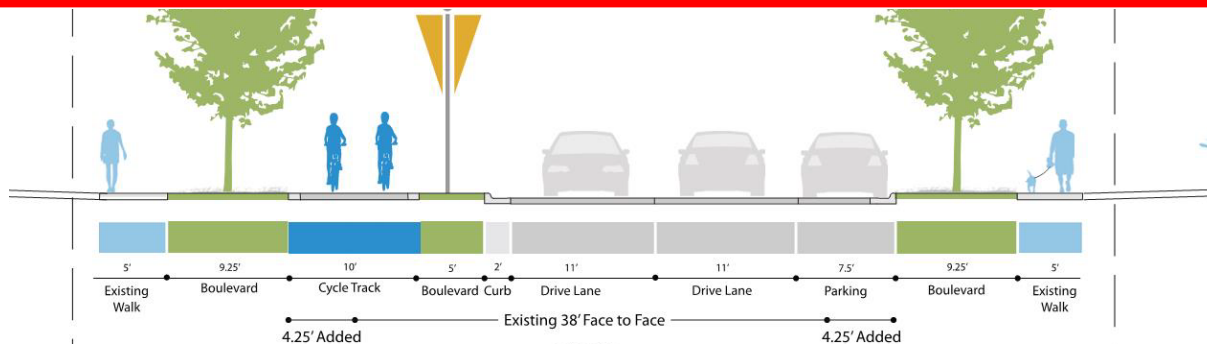 5' 9.25' 10' 5' 2' 11' 11' 7.5' 9.25' 5'
Existing Walk Boulevard Cycle Track Boulevard Curb Drive Lane Drive Lane Parking Boulevard Existing Walk
Existing 38' Face to Face
4.25' Added 4.25' Added